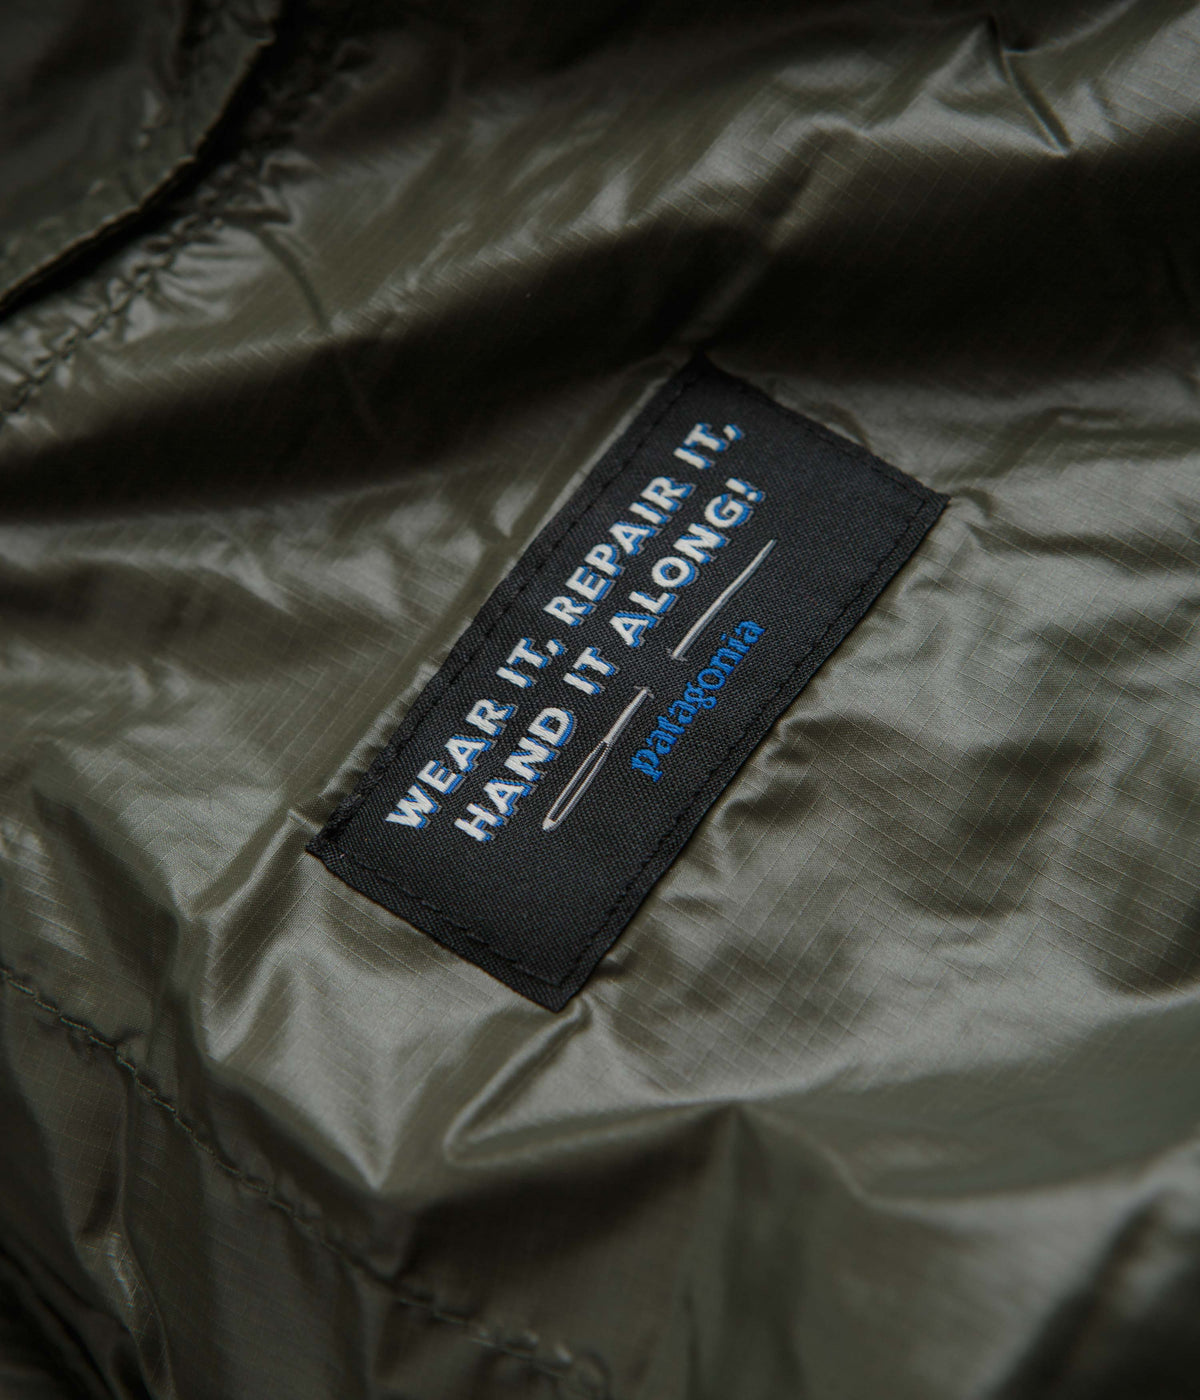 WEAR IT, REPAIR IT,
HAND IT ALONG!
patagonia